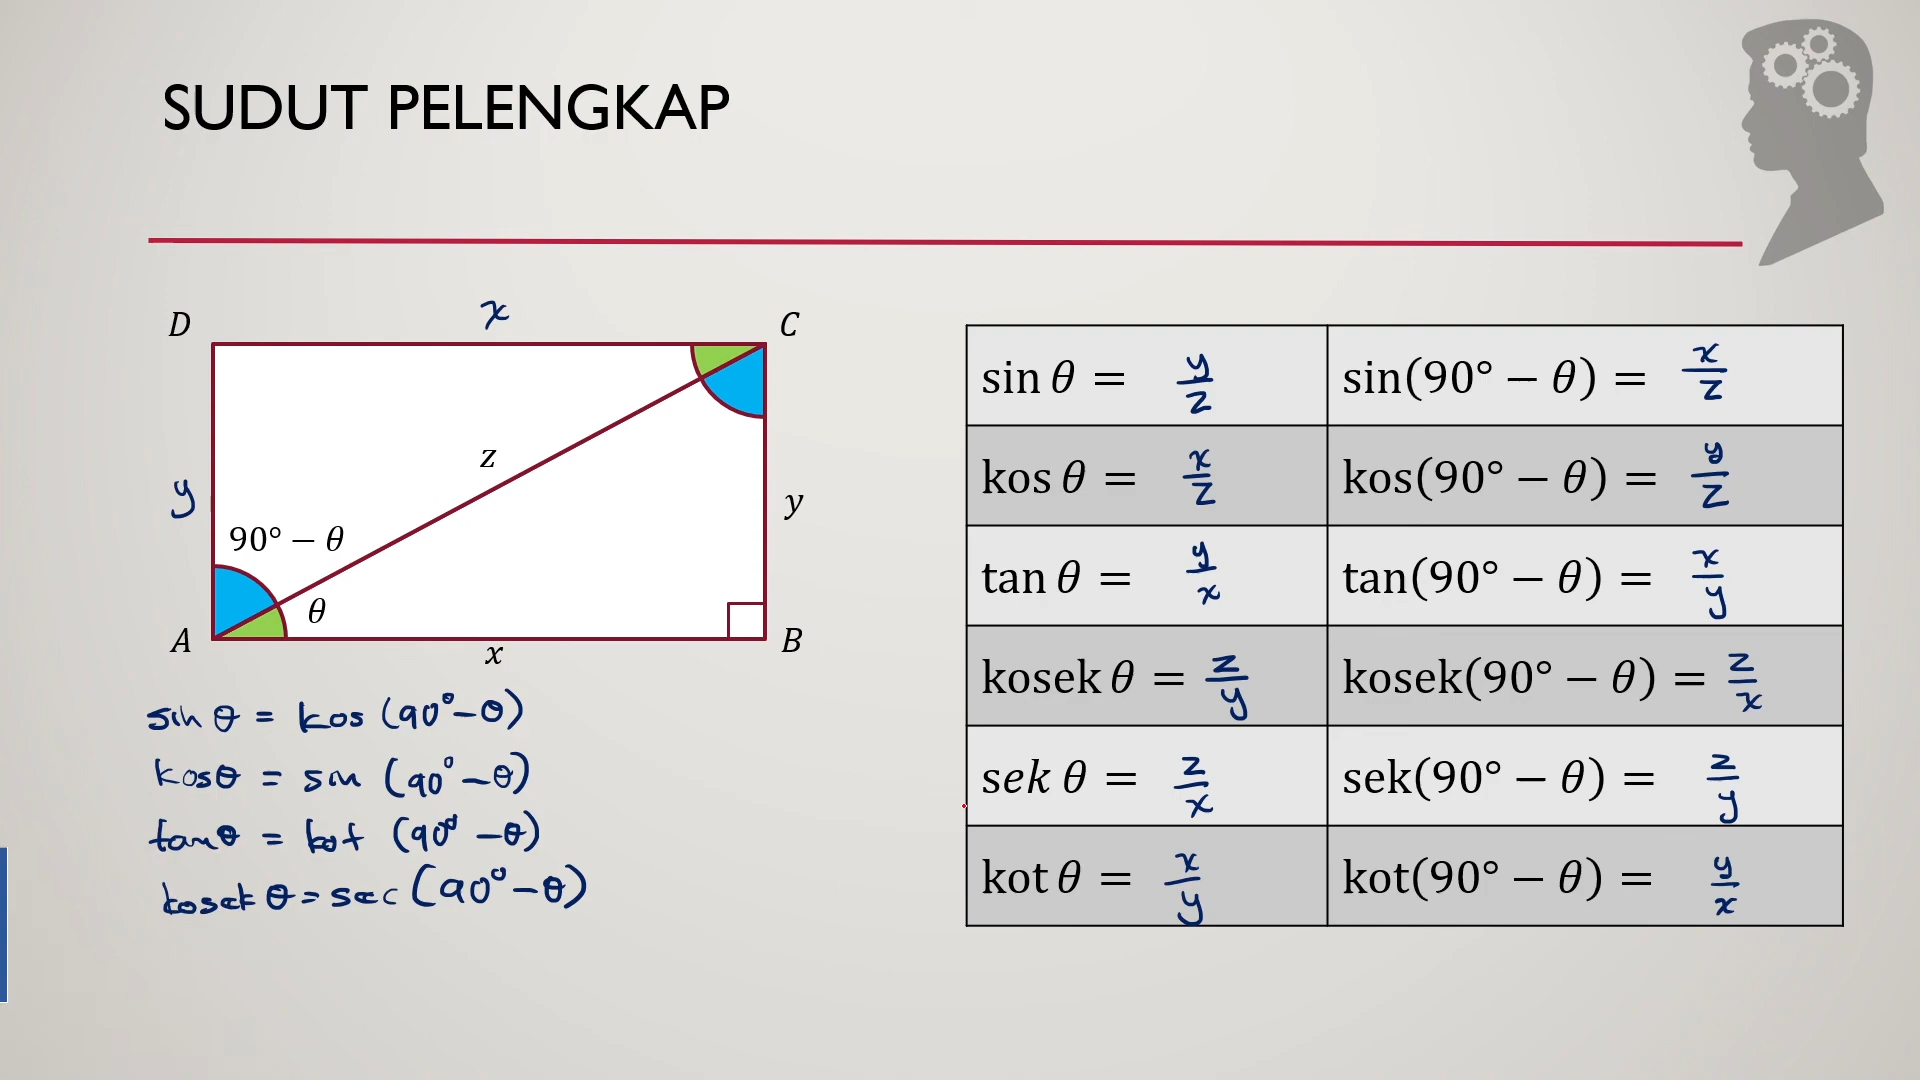 SUDUT PELENGKAP
D
x
C
z
y
y
90° − θ
θ
A
x
B
sin θ = kos (90° − θ)
kos θ = sin (90° − θ)
tan θ = kot (90° − θ)
kosek θ = sec (90° − θ)
sin θ = y/z
sin(90° − θ) = x/z
kos θ = x/z
kos(90° − θ) = y/z
tan θ = y/x
tan(90° − θ) = x/y
kosek θ = z/y
kosek(90° − θ) = z/x
sek θ = z/x
sek(90° − θ) = z/y
kot θ = x/y
kot(90° − θ) = y/x